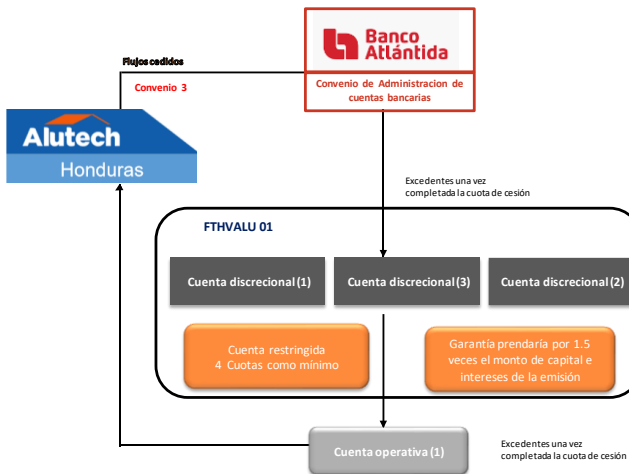 Banco
Atlántida
Flujos cedidos
Convenio 3
Convenio de Administracion de
cuentas bancarias
Alutech
Honduras
Excedentes una vez
completada la cuota de cesión
FTHVALU 01
Cuenta discrecional (1)
Cuenta discrecional (3)
Cuenta discrecional (2)
Cuenta restringida
4 Cuotas como mínimo
Garantía prendaría por 1.5
veces el monto de capital e
intereses de la emisión
Cuenta operativa (1)
Excedentes una vez
completada la cuota de cesión